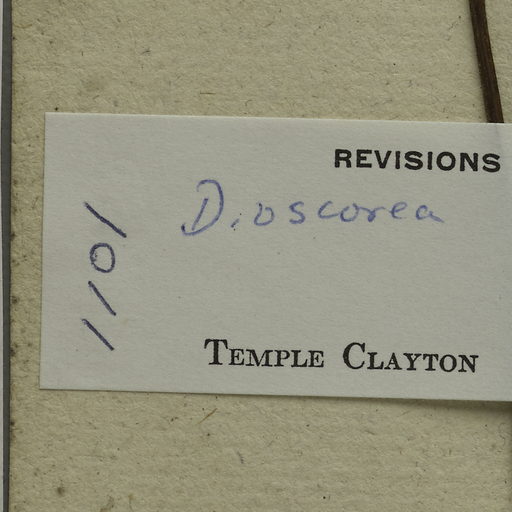 REVISIONS
Dioscorea
1101
TEMPLE CLAYTON